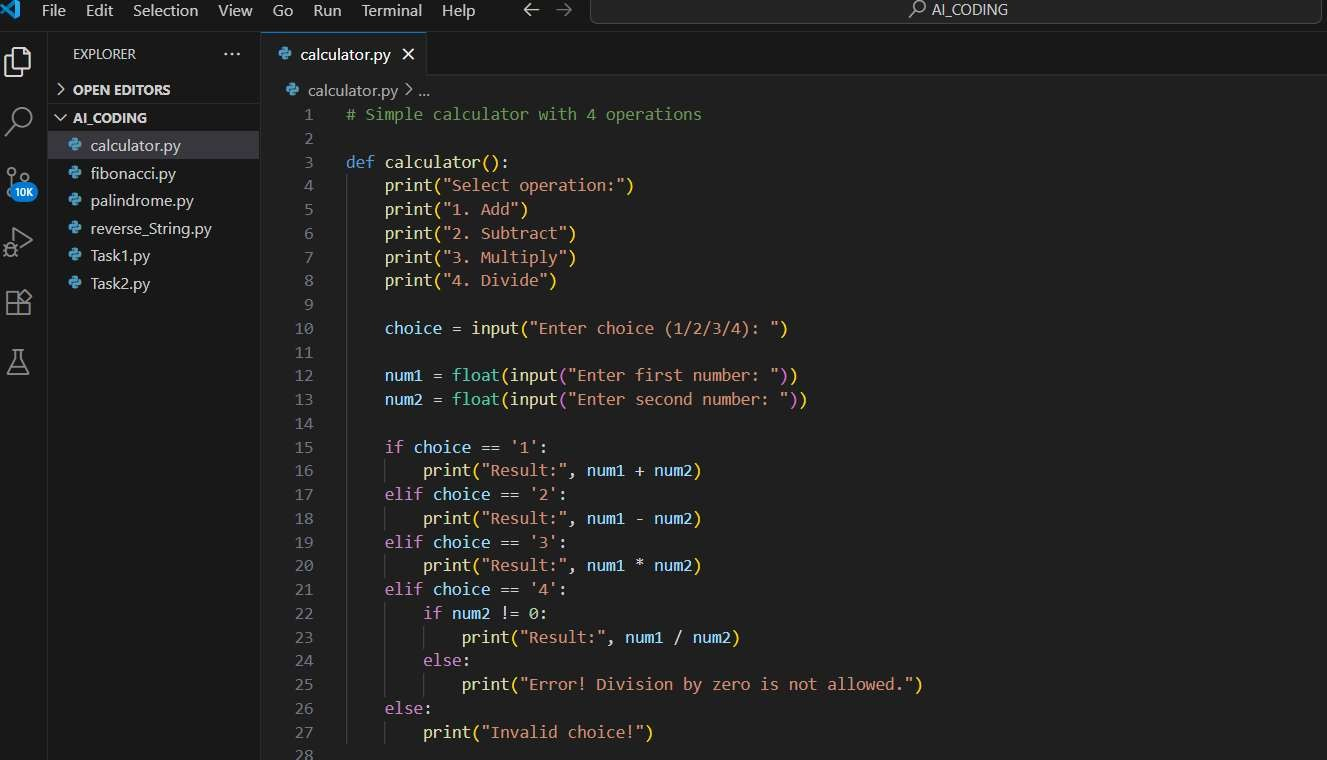 File Edit Selection View Go Run Terminal Help
AI_CODING
EXPLORER
OPEN EDITORS
AI_CODING
calculator.py
fibonacci.py
palindrome.py
reverse_String.py
Task1.py
Task2.py
10K
calculator.py
calculator.py > ...
1 # Simple calculator with 4 operations
2
3 def calculator():
4     print("Select operation:")
5     print("1. Add")
6     print("2. Subtract")
7     print("3. Multiply")
8     print("4. Divide")
9
10     choice = input("Enter choice (1/2/3/4): ")
11
12     num1 = float(input("Enter first number: "))
13     num2 = float(input("Enter second number: "))
14
15     if choice == '1':
16         print("Result:", num1 + num2)
17     elif choice == '2':
18         print("Result:", num1 - num2)
19     elif choice == '3':
20         print("Result:", num1 * num2)
21     elif choice == '4':
22         if num2 != 0:
23             print("Result:", num1 / num2)
24         else:
25             print("Error! Division by zero is not allowed.")
26     else:
27         print("Invalid choice!")
28